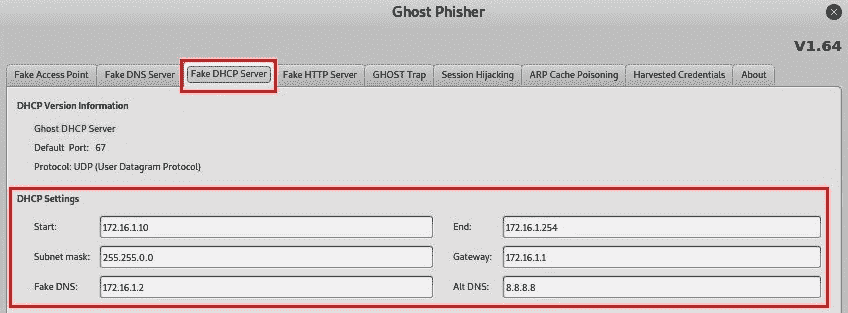 Ghost Phisher
V1.64
Fake Access Point Fake DNS Server Fake DHCP Server Fake HTTP Server GHOST Trap Session Hijacking ARP Cache Poisoning Harvested Credentials About
DHCP Version Information
Ghost DHCP Server
Default Port: 67
Protocol: UDP (User Datagram Protocol)
DHCP Settings
Start: 172.16.1.10 End: 172.16.1.254
Subnet mask: 255.255.0.0 Gateway: 172.16.1.1
Fake DNS: 172.16.1.2 Alt DNS: 8.8.8.8